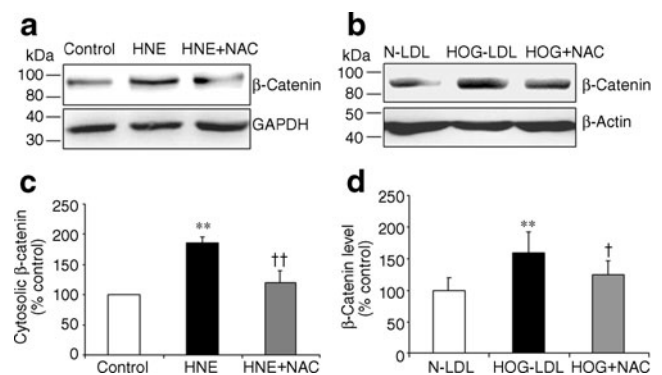 a
kDa
Control HNE HNE+NAC
100
80
β-Catenin
40
30
GAPDH
b
kDa
N-LDL HOG-LDL HOG+NAC
100
80
β-Catenin
50
40
β-Actin
c
Cytosolic β-catenin
(% control)
250
200
150
100
50
0
**
††
Control HNE HNE+NAC
d
β-Catenin level
(% control)
250
200
150
100
50
0
**
†
N-LDL HOG-LDL HOG+NAC